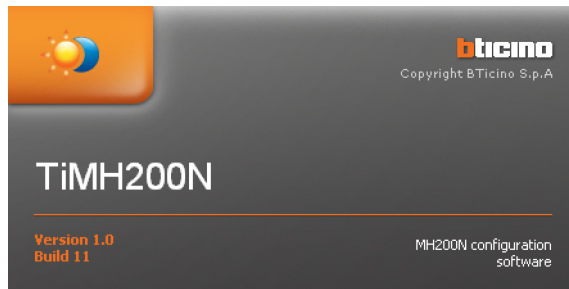 bticino
Copyright BTicino S.p.A
TiMH200N
Version 1.0
Build 11
MH200N configuration
software